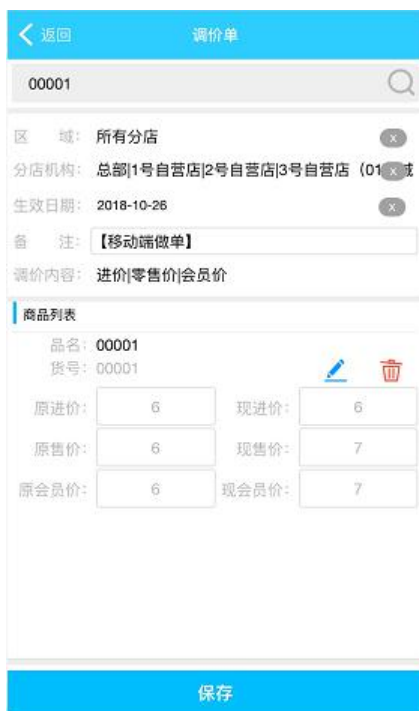 返回 调价单
00001
区 域: 所有分店 x
分店机构: 总部|1号自营店|2号自营店|3号自营店（01 x
生效日期: 2018-10-26 x
备 注: 【移动端做单】
调价内容: 进价|零售价|会员价
商品列表
品名: 00001
货号: 00001
原进价: 6 现进价: 6
原售价: 6 现售价: 7
原会员价: 6 现会员价: 7
保存